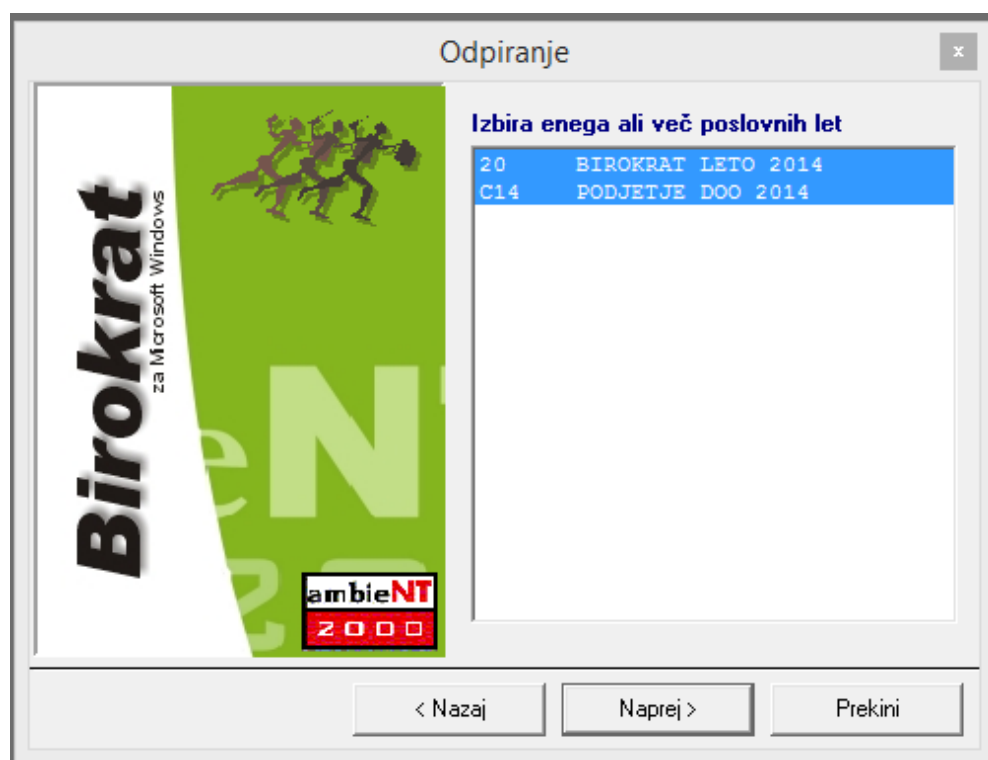 Odpiranje
x
Birokrat
za Microsoft Windows
eNT
ambieNT
2000
Izbira enega ali več poslovnih let
20 BIROKRAT LETO 2014
C14 PODJETJE DOO 2014
< Nazaj
Naprej >
Prekini